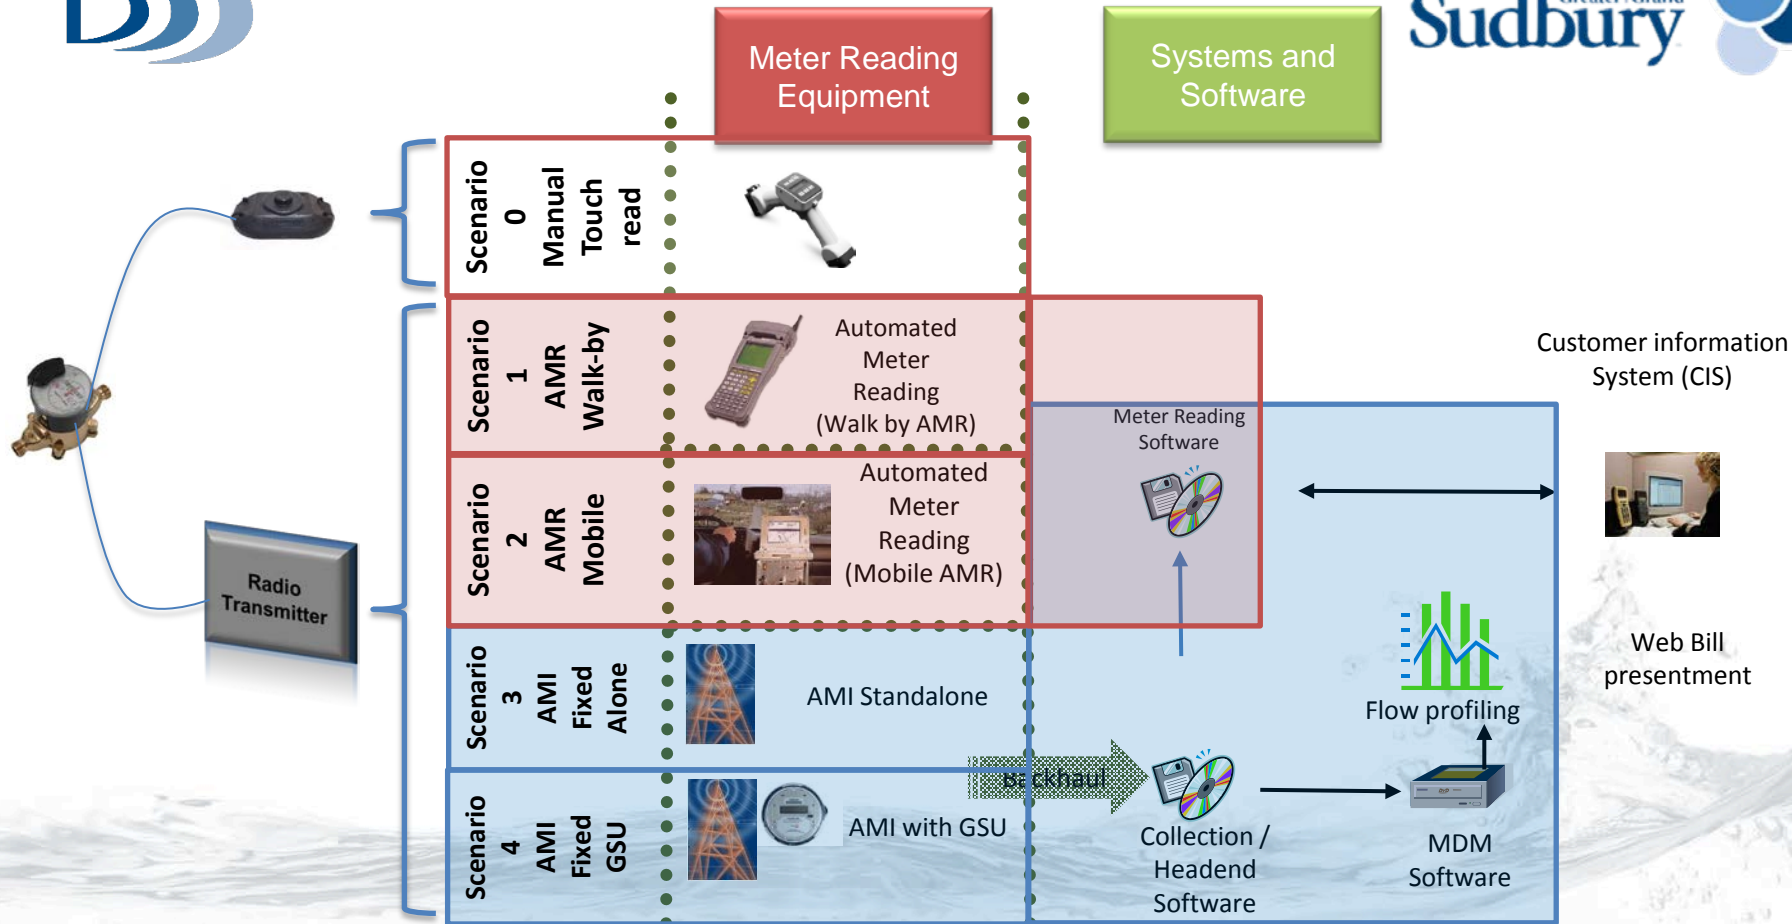 Greater Grand
Sudbury
Meter Reading
Equipment
Systems and
Software
Scenario
0
Manual
Touch
read
Scenario
1
AMR
Walk-by
Automated
Meter
Reading
(Walk by AMR)
Scenario
2
AMR
Mobile
Automated
Meter
Reading
(Mobile AMR)
Scenario
3
AMI
Fixed
Alone
AMI Standalone
Scenario
4
AMI
Fixed
GSU
AMI with GSU
Radio
Transmitter
Meter Reading
Software
Customer information
System (CIS)
Web Bill
presentment
Flow profiling
Backhaul
Collection /
Headend
Software
MDM
Software